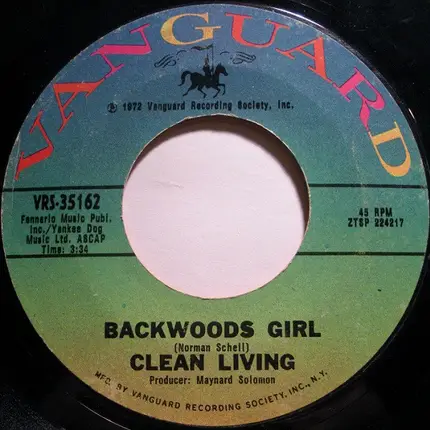 VANGUARD
℗ 1972 Vanguard Recording Society, Inc.
VRS-35162
Fennario Music Publ.
Inc./Yankee Dog
Music Ltd. ASCAP
Time: 3:34
45 RPM
ZTSP 224217
BACKWOODS GIRL
(Norman Schell)
CLEAN LIVING
Producer: Maynard Solomon
MFG. BY VANGUARD RECORDING SOCIETY, INC., N.Y.